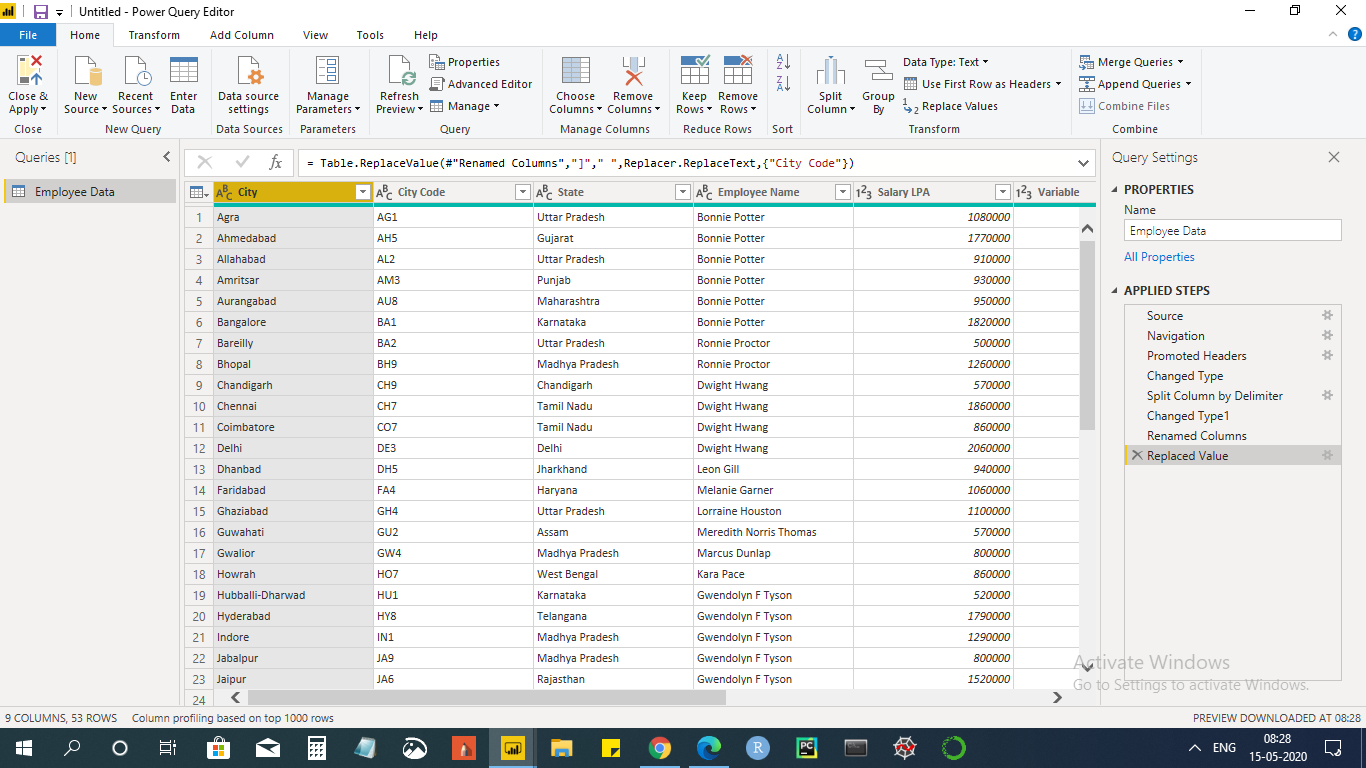 Untitled - Power Query Editor
File Home Transform Add Column View Tools Help
Close & Apply
Close
New Source
Recent Sources
Enter Data
New Query
Data source settings
Data Sources
Manage Parameters
Parameters
Refresh Preview
Properties
Advanced Editor
Manage
Query
Choose Columns
Remove Columns
Manage Columns
Keep Rows
Remove Rows
Reduce Rows
A Z
Z A
Sort
Split Column
Group By
Data Type: Text
Use First Row as Headers
1 2 Replace Values
Transform
Merge Queries
Append Queries
Combine Files
Combine
Queries [1]
Employee Data
fx = Table.ReplaceValue(#"Renamed Columns","]"," ",Replacer.ReplaceText,{"City Code"})
ABC City ABC City Code ABC State ABC Employee Name 123 Salary LPA 123 Variable
1 Agra AG1 Uttar Pradesh Bonnie Potter 1080000
2 Ahmedabad AH5 Gujarat Bonnie Potter 1770000
3 Allahabad AL2 Uttar Pradesh Bonnie Potter 910000
4 Amritsar AM3 Punjab Bonnie Potter 930000
5 Aurangabad AU8 Maharashtra Bonnie Potter 950000
6 Bangalore BA1 Karnataka Bonnie Potter 1820000
7 Bareilly BA2 Uttar Pradesh Ronnie Proctor 500000
8 Bhopal BH9 Madhya Pradesh Ronnie Proctor 1260000
9 Chandigarh CH9 Chandigarh Dwight Hwang 570000
10 Chennai CH7 Tamil Nadu Dwight Hwang 1860000
11 Coimbatore CO7 Tamil Nadu Dwight Hwang 860000
12 Delhi DE3 Delhi Dwight Hwang 2060000
13 Dhanbad DH5 Jharkhand Leon Gill 940000
14 Faridabad FA4 Haryana Melanie Garner 1060000
15 Ghaziabad GH4 Uttar Pradesh Lorraine Houston 1100000
16 Guwahati GU2 Assam Meredith Norris Thomas 570000
17 Gwalior GW4 Madhya Pradesh Marcus Dunlap 800000
18 Howrah HO7 West Bengal Kara Pace 860000
19 Hubballi-Dharwad HU1 Karnataka Gwendolyn F Tyson 520000
20 Hyderabad HY8 Telangana Gwendolyn F Tyson 1790000
21 Indore IN1 Madhya Pradesh Gwendolyn F Tyson 1290000
22 Jabalpur JA9 Madhya Pradesh Gwendolyn F Tyson 800000
23 Jaipur JA6 Rajasthan Gwendolyn F Tyson 1520000
24
Query Settings
PROPERTIES
Name
Employee Data
All Properties
APPLIED STEPS
Source
Navigation
Promoted Headers
Changed Type
Split Column by Delimiter
Changed Type1
Renamed Columns
Replaced Value
Activate Windows
Go to Settings to activate Windows.
9 COLUMNS, 53 ROWS Column profiling based on top 1000 rows
PREVIEW DOWNLOADED AT 08:28
R
PC
ENG
08:28
15-05-2020